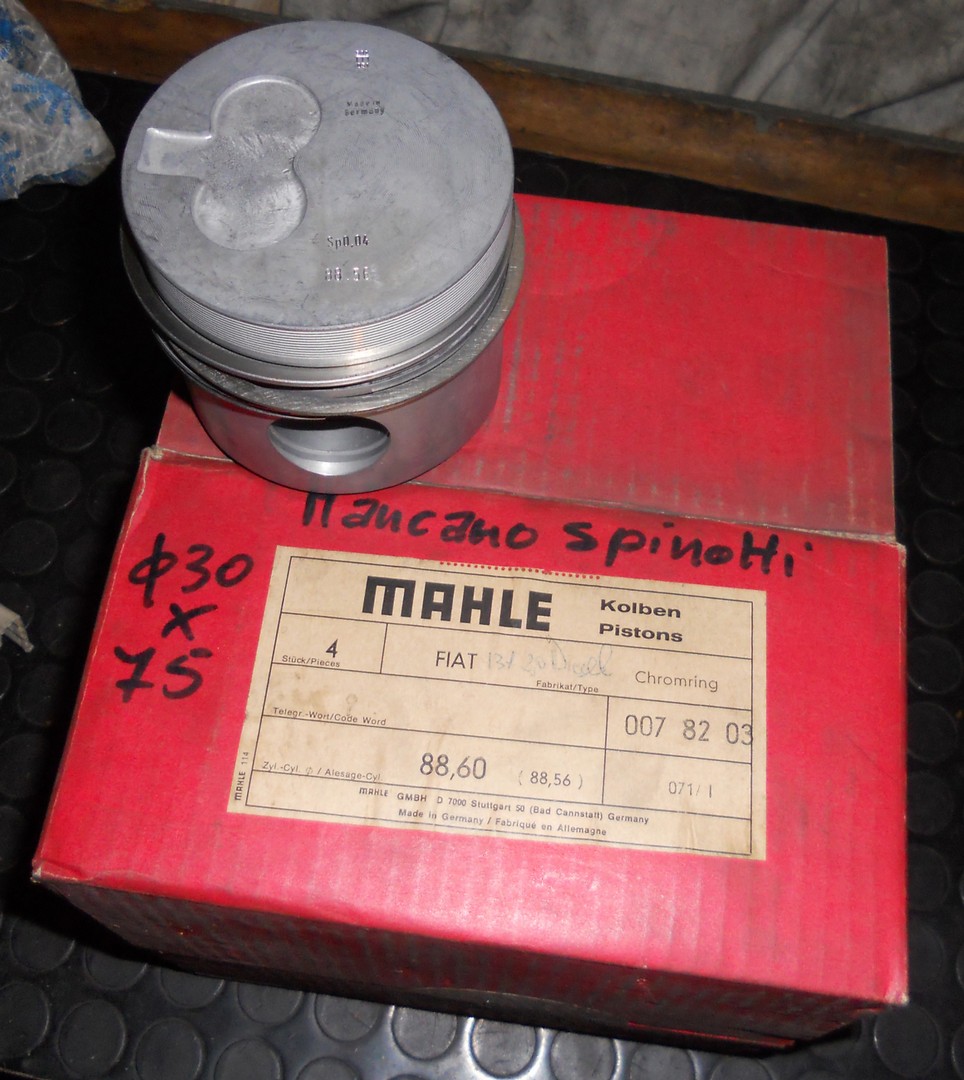 Made in
Germany
Sp0,04
88.56
Mancano spinotti
ϕ30
x
75
MAHLE
Kolben
Pistons
4
Stück/Pieces
FIAT
Fabrikat/Type
Chromring
Telegr.-Wort/Code Word
007 82 03
Zyl.-Cyl. ϕ / Alesage-Cyl.
88,60 ( 88,56 )
071/1
MAHLE 114
MAHLE GMBH D 7000 Stuttgart 50 (Bad Cannstatt) Germany
Made in Germany / Fabriqué en Allemagne